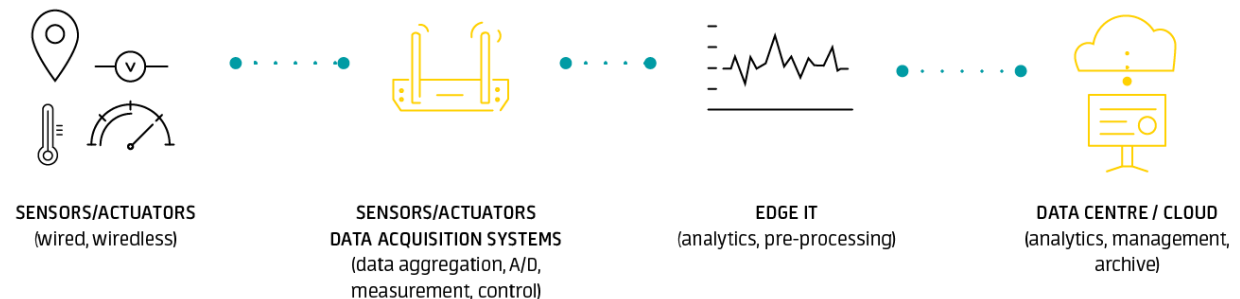 V
SENSORS/ACTUATORS
(wired, wiredless)
SENSORS/ACTUATORS
DATA ACQUISITION SYSTEMS
(data aggregation, A/D,
measurement, control)
EDGE IT
(analytics, pre-processing)
DATA CENTRE / CLOUD
(analytics, management,
archive)